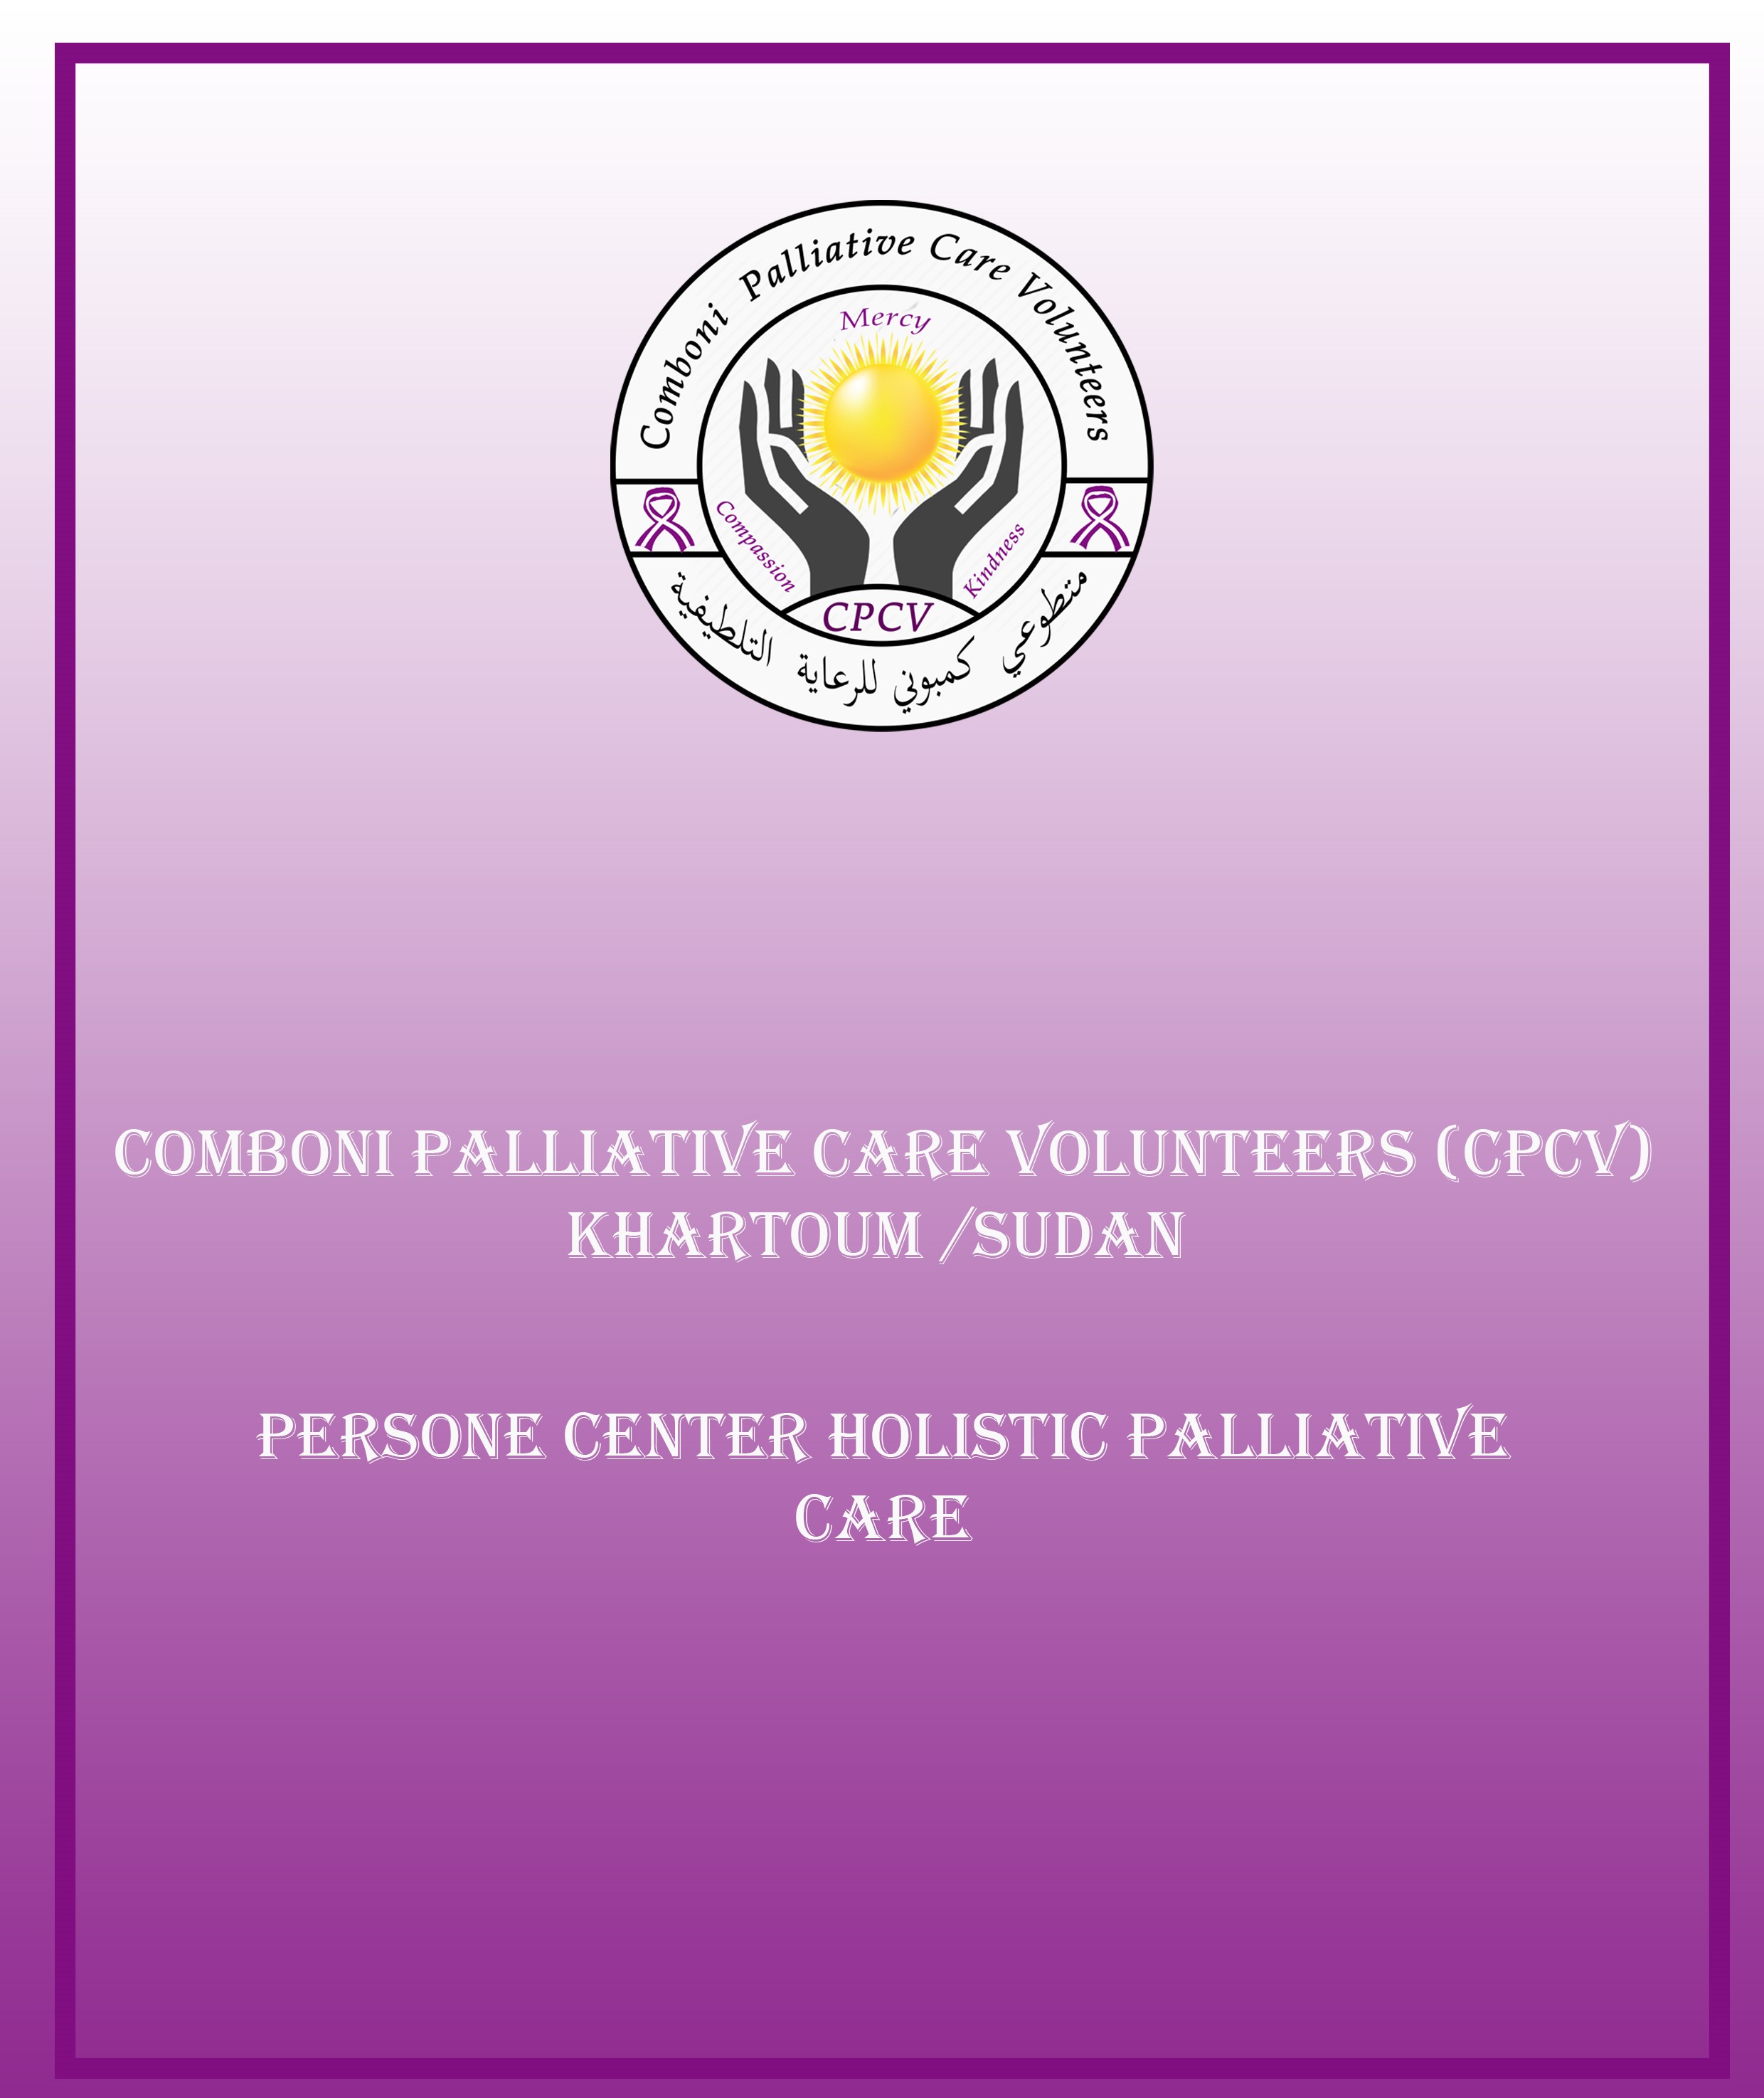 Comboni Palliative Care Volunteers
Mercy
Compassion
Kindness
CPCV
متطوعي كمبوني للرعاية التلطيفية
COMBONI PALLIATIVE CARE VOLUNTEERS (CPCV)
KHARTOUM /SUDAN
PERSONE CENTER HOLISTIC PALLIATIVE
CARE